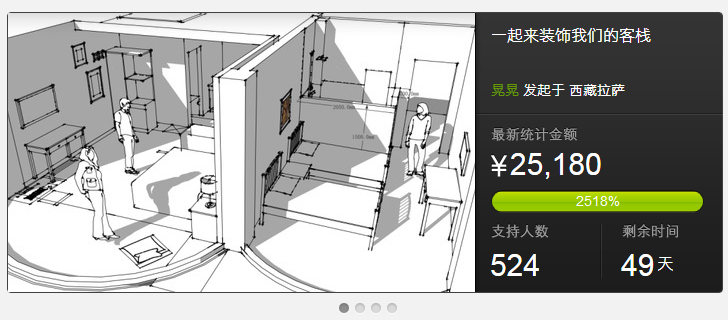 一起来装饰我们的客栈
晃晃 发起于 西藏拉萨
最新统计金额
¥25,180
2518%
支持人数 剩余时间
524 49 天